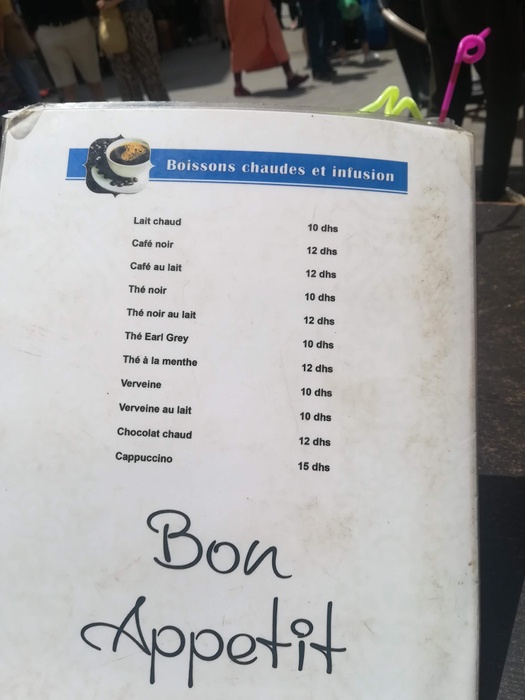 Boissons chaudes et infusion
Lait chaud 10 dhs
Café noir 12 dhs
Café au lait 12 dhs
Thé noir 10 dhs
Thé noir au lait 12 dhs
Thé Earl Grey 10 dhs
Thé à la menthe 12 dhs
Verveine 10 dhs
Verveine au lait 10 dhs
Chocolat chaud 12 dhs
Cappuccino 15 dhs
Bon
Appetit